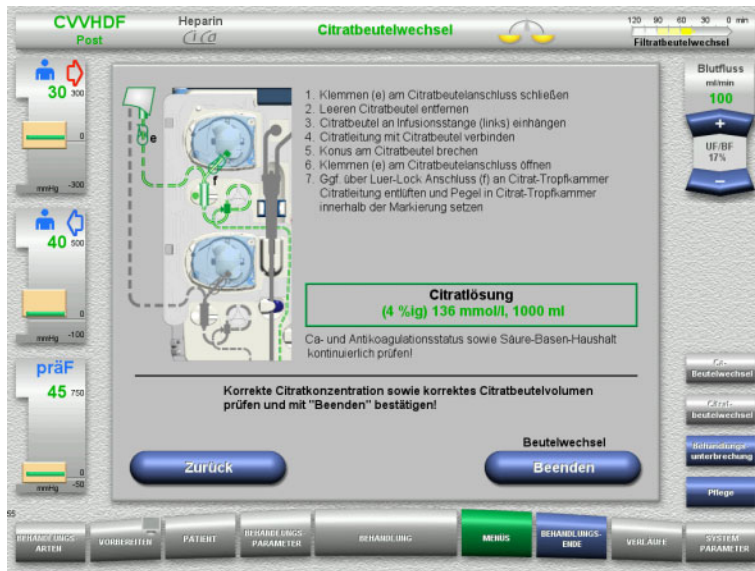 CVVHDF
Post
Heparin
Cica
Citratbeutelwechsel
120 90 60 30 0 min
Filtratbeutelwechsel
30 300
0
mmHg -300
40 500
0
mmHg -100
präF
45 750
0
mmHg -50
1. Klemmen (e) am Citratbeutelanschluss schließen
2. Leeren Citratbeutel entfernen
3. Citratbeutel an Infusionsstange (links) einhängen
4. Citratleitung mit Citratbeutel verbinden
5. Konus am Citratbeutel brechen
6. Klemmen (e) am Citratbeutelanschluss öffnen
7. Ggf. über Luer-Lock Anschluss (f) an Citrat-Tropfkammer
Citratleitung entlüften und Pegel in Citrat-Tropfkammer
innerhalb der Markierung setzen
e
f
Citratlösung
(4 %ig) 136 mmol/l, 1000 ml
Ca- und Antikoagulationsstatus sowie Säure-Basen-Haushalt
kontinuierlich prüfen!
Korrekte Citratkonzentration sowie korrektes Citratbeutelvolumen
prüfen und mit "Beenden" bestätigen!
Zurück
Beutelwechsel
Beenden
Blutfluss
ml/min
100
+
UF/BF
17%
−
Ca-
Beutelwechsel
Citrat-
beutelwechsel
Behandlungs-
unterbrechung
Pflege
55
BEHANDLUNGS-
ARTEN
VORBEREITEN
PATIENT
BEHANDLUNGS-
PARAMETER
BEHANDLUNG
MENÜS
BEHANDLUNGS-
ENDE
VERLÄUFE
SYSTEM
PARAMETER